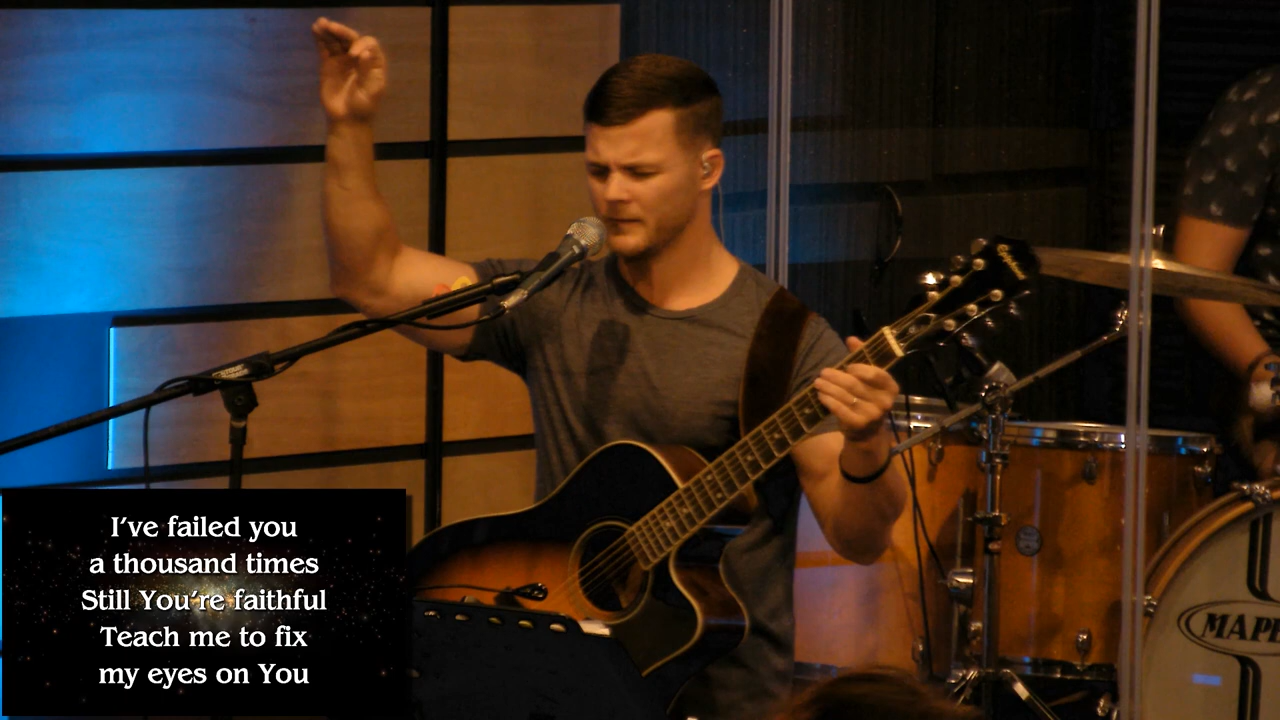 I've failed you
a thousand times
Still You're faithful
Teach me to fix
my eyes on You